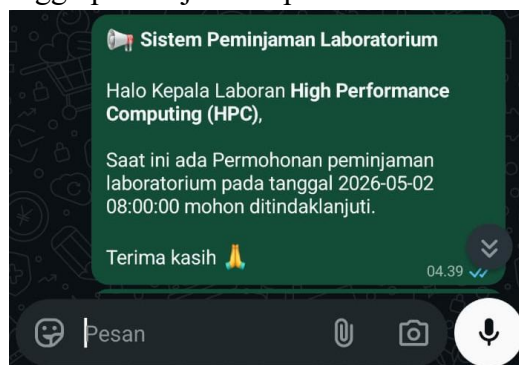 Sistem Peminjaman Laboratorium
Halo Kepala Laboran High Performance
Computing (HPC),
Saat ini ada Permohonan peminjaman
laboratorium pada tanggal 2026-05-02
08:00:00 mohon ditindaklanjuti.
Terima kasih 🙏
04.39
Pesan